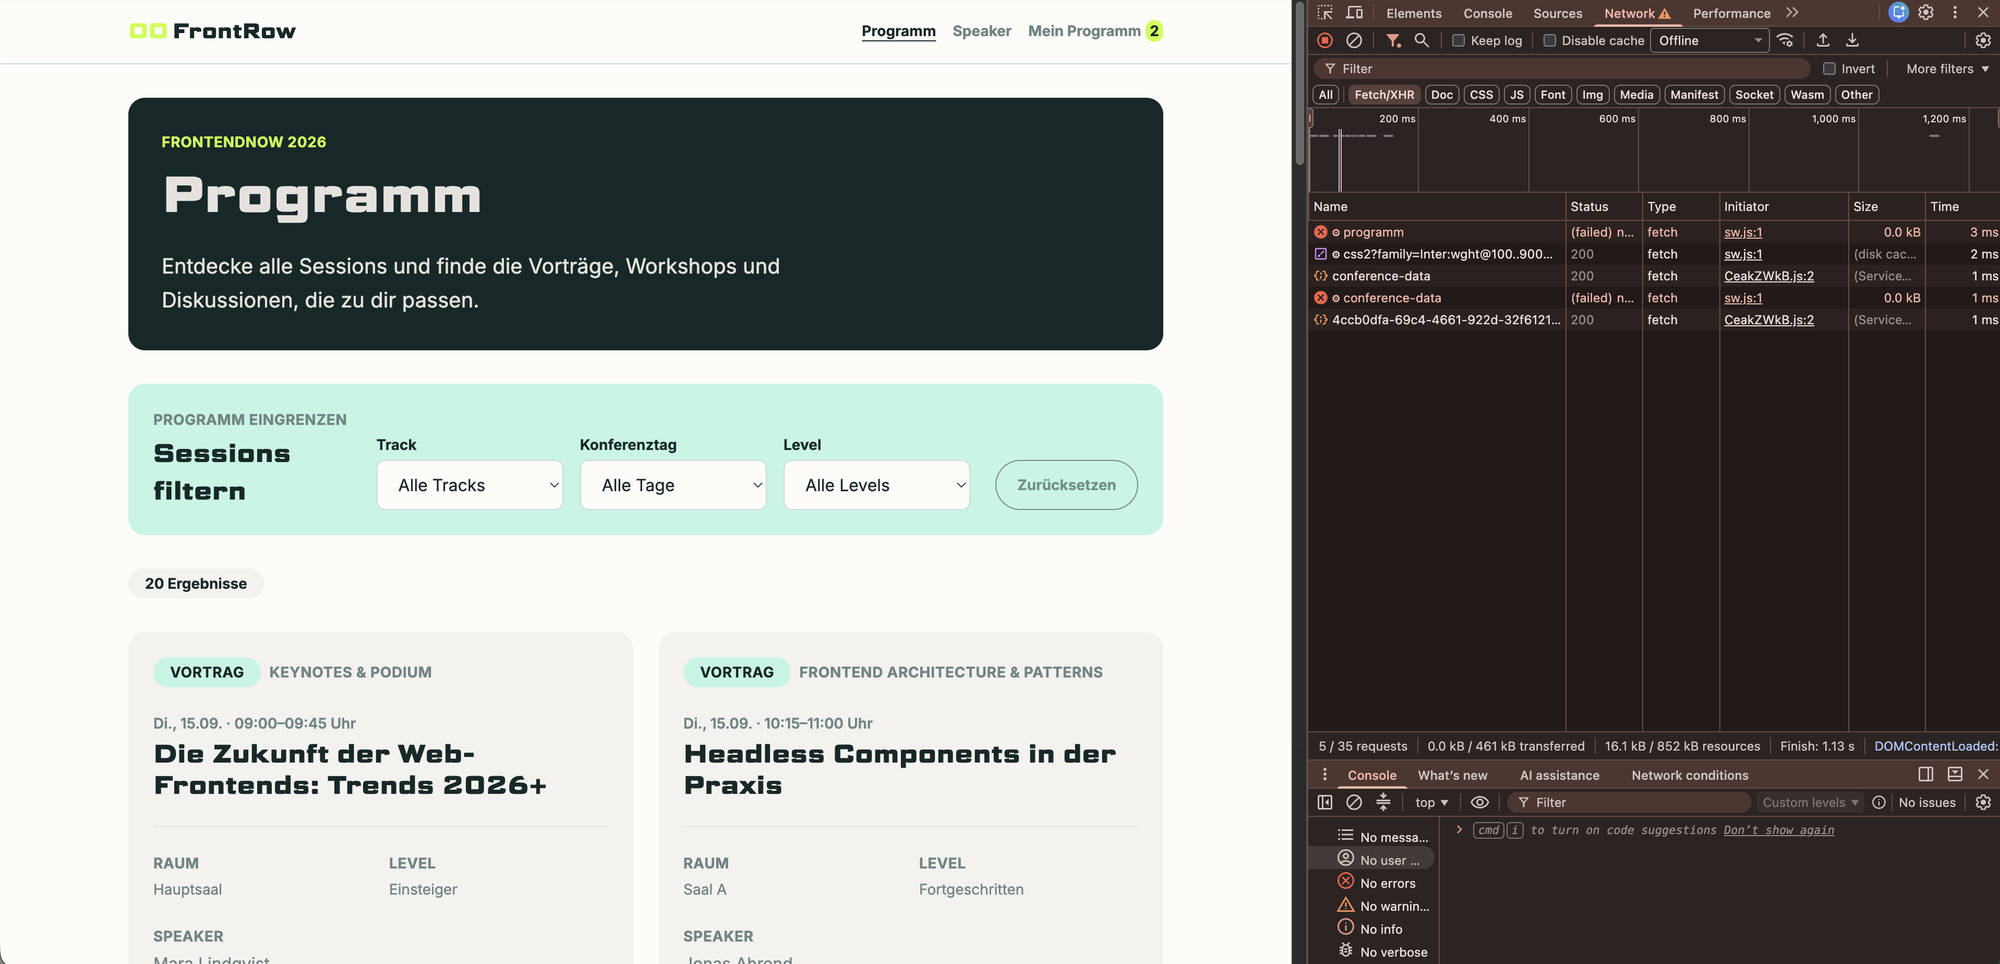 FrontRow
Programm
Speaker
Mein Programm 2
FRONTENDNOW 2026
Programm
Entdecke alle Sessions und finde die Vorträge, Workshops und
Diskussionen, die zu dir passen.
PROGRAMM EINGRENZEN
Sessions
filtern
Track
Alle Tracks
Konferenztag
Alle Tage
Level
Alle Levels
Zurücksetzen
20 Ergebnisse
VORTRAG KEYNOTES & PODIUM
Di., 15.09. · 09:00–09:45 Uhr
Die Zukunft der Web-
Frontends: Trends 2026+
RAUM
Hauptsaal
LEVEL
Einsteiger
SPEAKER
Mara Lindqvist
VORTRAG FRONTEND ARCHITECTURE & PATTERNS
Di., 15.09. · 10:15–11:00 Uhr
Headless Components in der
Praxis
RAUM
Saal A
LEVEL
Fortgeschritten
SPEAKER
Jonas Ahrend
Elements Console Sources Network Performance
Keep log Disable cache Offline
Filter Invert More filters
All Fetch/XHR Doc CSS JS Font Img Media Manifest Socket Wasm Other
200 ms 400 ms 600 ms 800 ms 1,000 ms 1,200 ms
Name Status Type Initiator Size Time
programm (failed) n... fetch sw.js:1 0.0 kB 3 ms
css2?family=Inter:wght@100..900... 200 fetch sw.js:1 (disk cac... 2 ms
conference-data 200 fetch CeakZWkB.js:2 (Service... 1 ms
conference-data (failed) n... fetch sw.js:1 0.0 kB 1 ms
4ccb0dfa-69c4-4661-922d-32f6121... 200 fetch CeakZWkB.js:2 (Service... 1 ms
5 / 35 requests 0.0 kB / 461 kB transferred 16.1 kB / 852 kB resources Finish: 1.13 s DOMContentLoaded:
Console What's new AI assistance Network conditions
top Filter Custom levels No issues
No messa...
No user ...
No errors
No warnin...
No info
No verbose
cmd i to turn on code suggestions Don't show again